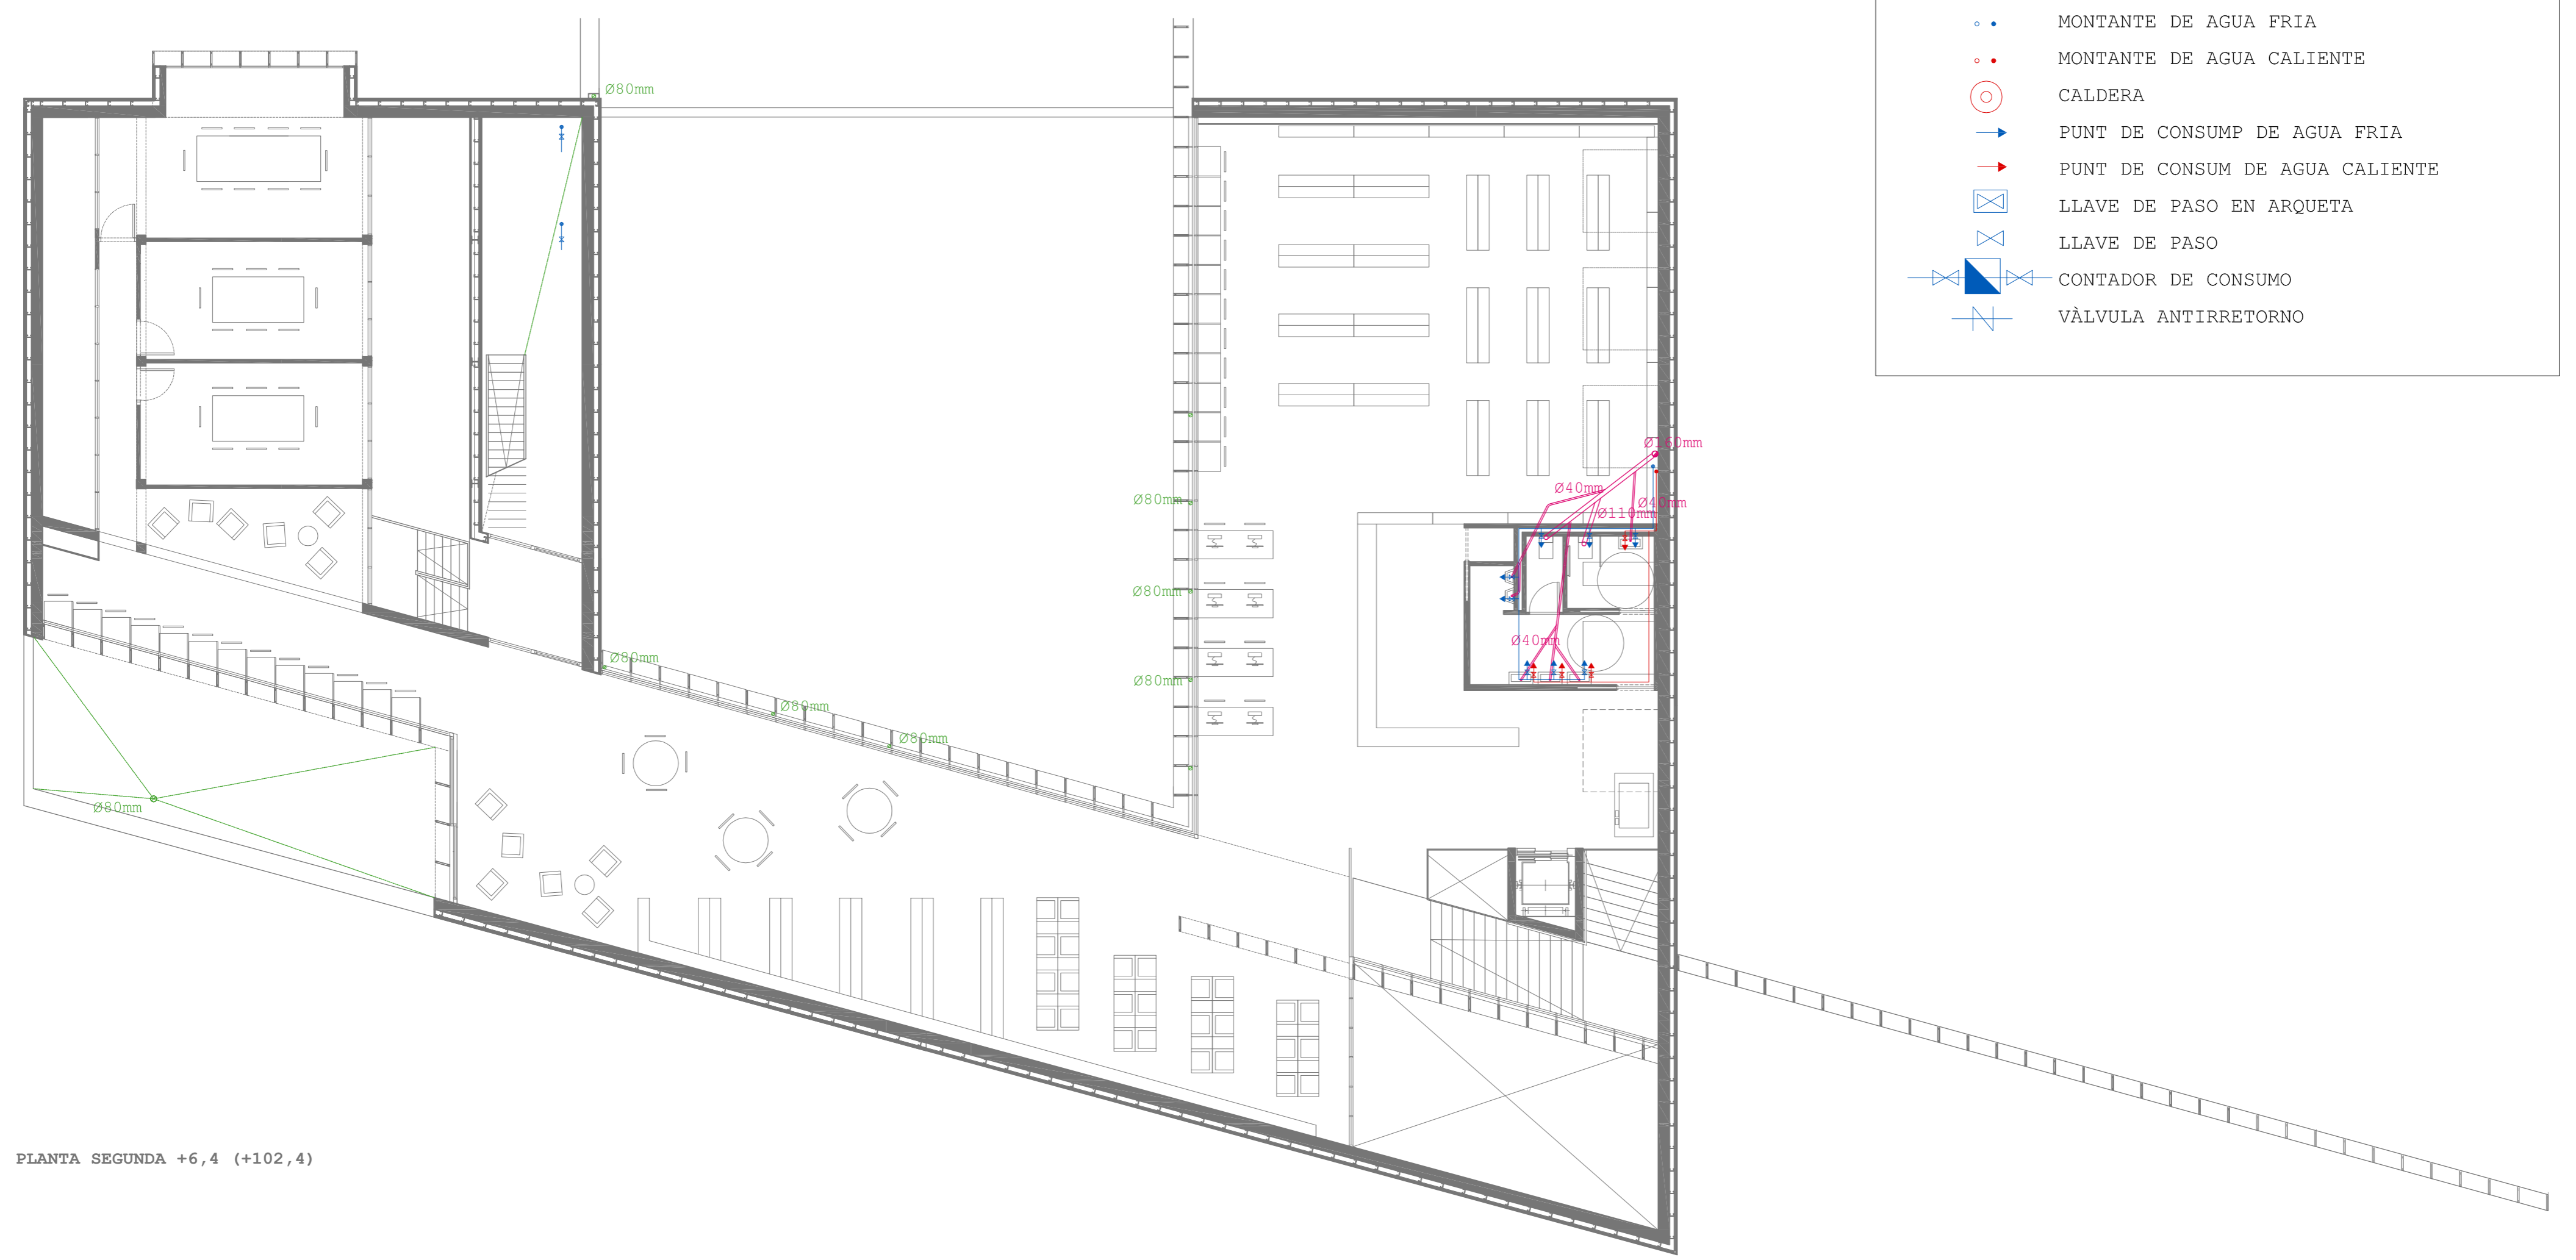 MONTANTE DE AGUA FRIA
MONTANTE DE AGUA CALIENTE
CALDERA
PUNT DE CONSUMP DE AGUA FRIA
PUNT DE CONSUM DE AGUA CALIENTE
LLAVE DE PASO EN ARQUETA
LLAVE DE PASO
CONTADOR DE CONSUMO
VÀLVULA ANTIRRETORNO
Ø80mm
Ø160mm
Ø40mm
Ø80mm
Ø40mm
Ø110mm
Ø80mm
Ø40mm
Ø80mm
Ø80mm
Ø80mm
Ø80mm
Ø80mm
PLANTA SEGUNDA +6,4 (+102,4)